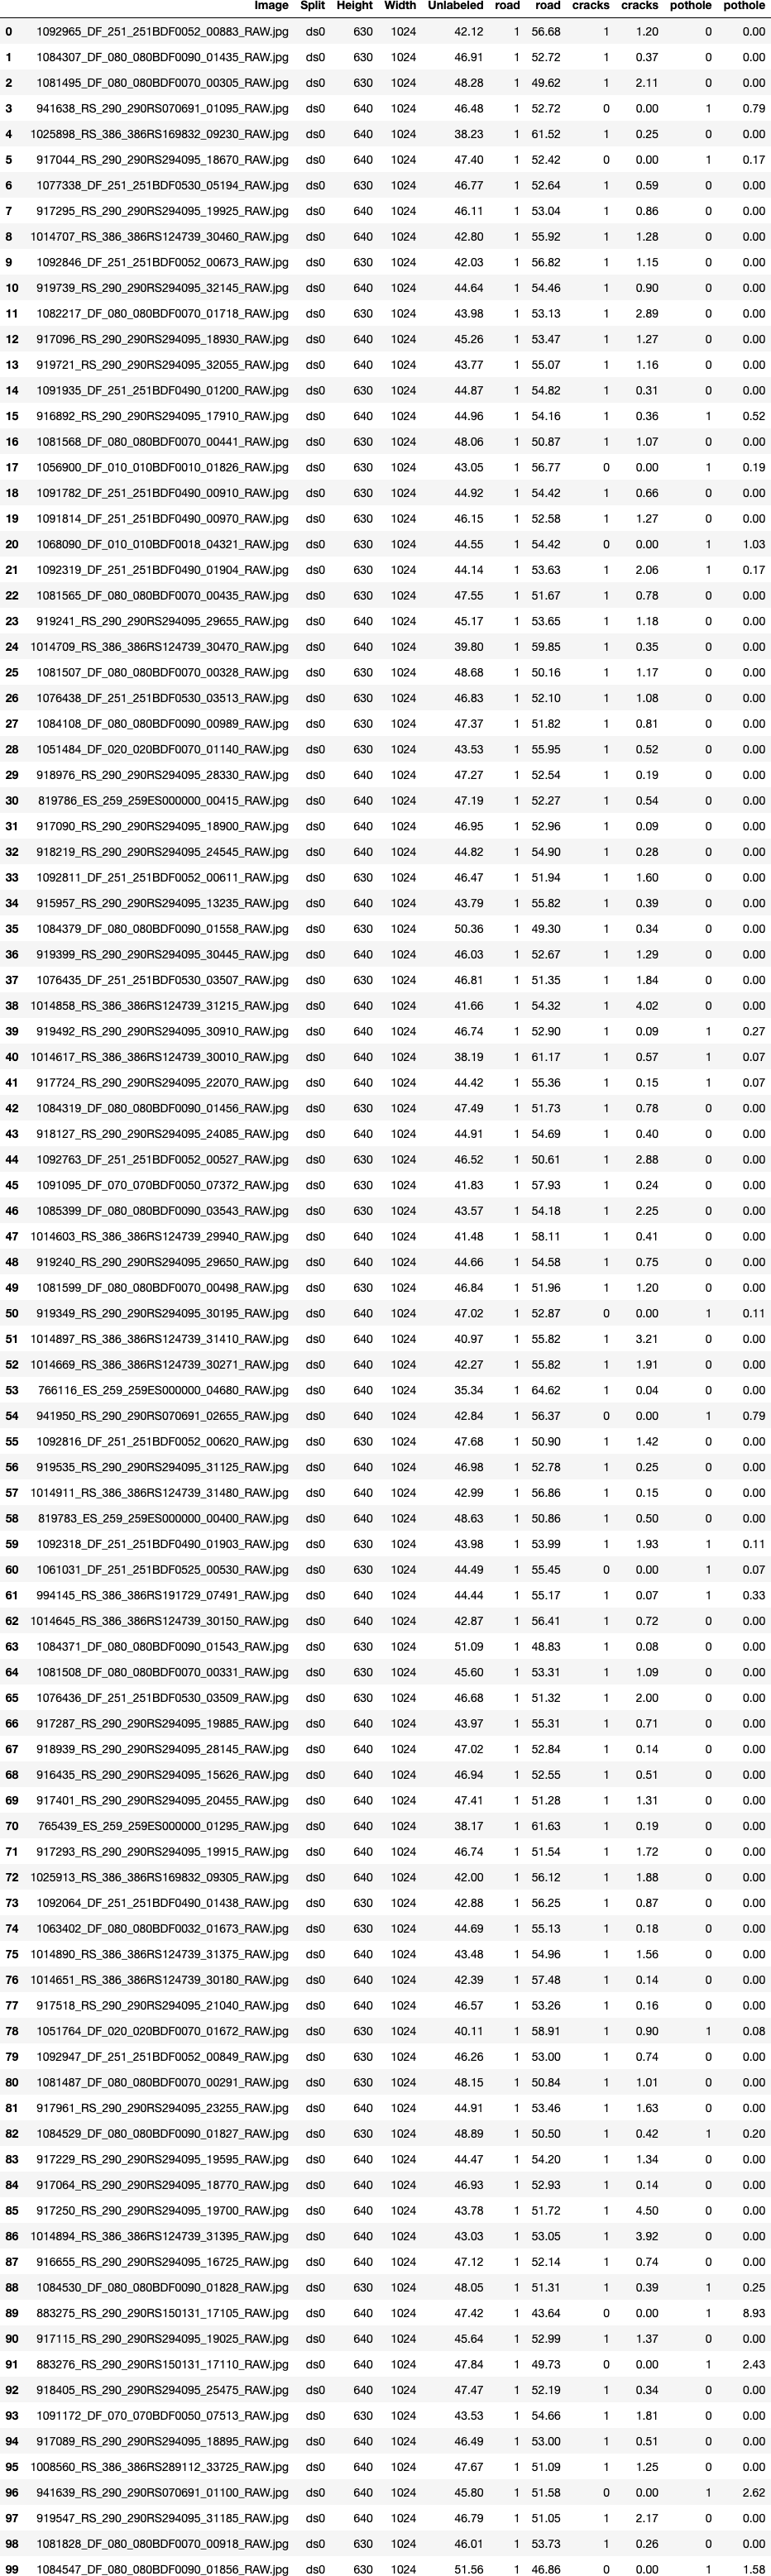 Image Split Height Width Unlabeled road road cracks cracks pothole pothole
0 1092965_DF_251_251BDF0052_00883_RAW.jpg ds0 630 1024 42.12 1 56.68 1 1.20 0 0.00
1 1084307_DF_080_080BDF0090_01435_RAW.jpg ds0 630 1024 46.91 1 52.72 1 0.37 0 0.00
2 1081495_DF_080_080BDF0070_00305_RAW.jpg ds0 630 1024 48.28 1 49.62 1 2.11 0 0.00
3 941638_RS_290_290RS070691_01095_RAW.jpg ds0 640 1024 46.48 1 52.72 0 0.00 1 0.79
4 1025898_RS_386_386RS169832_09230_RAW.jpg ds0 640 1024 38.23 1 61.52 1 0.25 0 0.00
5 917044_RS_290_290RS294095_18670_RAW.jpg ds0 640 1024 47.40 1 52.42 0 0.00 1 0.17
6 1077338_DF_251_251BDF0530_05194_RAW.jpg ds0 630 1024 46.77 1 52.64 1 0.59 0 0.00
7 917295_RS_290_290RS294095_19925_RAW.jpg ds0 640 1024 46.11 1 53.04 1 0.86 0 0.00
8 1014707_RS_386_386RS124739_30460_RAW.jpg ds0 640 1024 42.80 1 55.92 1 1.28 0 0.00
9 1092846_DF_251_251BDF0052_00673_RAW.jpg ds0 630 1024 42.03 1 56.82 1 1.15 0 0.00
10 919739_RS_290_290RS294095_32145_RAW.jpg ds0 640 1024 44.64 1 54.46 1 0.90 0 0.00
11 1082217_DF_080_080BDF0070_01718_RAW.jpg ds0 630 1024 43.98 1 53.13 1 2.89 0 0.00
12 917096_RS_290_290RS294095_18930_RAW.jpg ds0 640 1024 45.26 1 53.47 1 1.27 0 0.00
13 919721_RS_290_290RS294095_32055_RAW.jpg ds0 640 1024 43.77 1 55.07 1 1.16 0 0.00
14 1091935_DF_251_251BDF0490_01200_RAW.jpg ds0 630 1024 44.87 1 54.82 1 0.31 0 0.00
15 916892_RS_290_290RS294095_17910_RAW.jpg ds0 640 1024 44.96 1 54.16 1 0.36 1 0.52
16 1081568_DF_080_080BDF0070_00441_RAW.jpg ds0 630 1024 48.06 1 50.87 1 1.07 0 0.00
17 1056900_DF_010_010BDF0010_01826_RAW.jpg ds0 630 1024 43.05 1 56.77 0 0.00 1 0.19
18 1091782_DF_251_251BDF0490_00910_RAW.jpg ds0 630 1024 44.92 1 54.42 1 0.66 0 0.00
19 1091814_DF_251_251BDF0490_00970_RAW.jpg ds0 630 1024 46.15 1 52.58 1 1.27 0 0.00
20 1068090_DF_010_010BDF0018_04321_RAW.jpg ds0 630 1024 44.55 1 54.42 0 0.00 1 1.03
21 1092319_DF_251_251BDF0490_01904_RAW.jpg ds0 630 1024 44.14 1 53.63 1 2.06 1 0.17
22 1081565_DF_080_080BDF0070_00435_RAW.jpg ds0 630 1024 47.55 1 51.67 1 0.78 0 0.00
23 919241_RS_290_290RS294095_29655_RAW.jpg ds0 640 1024 45.17 1 53.65 1 1.18 0 0.00
24 1014709_RS_386_386RS124739_30470_RAW.jpg ds0 640 1024 39.80 1 59.85 1 0.35 0 0.00
25 1081507_DF_080_080BDF0070_00328_RAW.jpg ds0 630 1024 48.68 1 50.16 1 1.17 0 0.00
26 1076438_DF_251_251BDF0530_03513_RAW.jpg ds0 630 1024 46.83 1 52.10 1 1.08 0 0.00
27 1084108_DF_080_080BDF0090_00989_RAW.jpg ds0 630 1024 47.37 1 51.82 1 0.81 0 0.00
28 1051484_DF_020_020BDF0070_01140_RAW.jpg ds0 630 1024 43.53 1 55.95 1 0.52 0 0.00
29 918976_RS_290_290RS294095_28330_RAW.jpg ds0 640 1024 47.27 1 52.54 1 0.19 0 0.00
30 819786_ES_259_259ES000000_00415_RAW.jpg ds0 640 1024 47.19 1 52.27 1 0.54 0 0.00
31 917090_RS_290_290RS294095_18900_RAW.jpg ds0 640 1024 46.95 1 52.96 1 0.09 0 0.00
32 918219_RS_290_290RS294095_24545_RAW.jpg ds0 640 1024 44.82 1 54.90 1 0.28 0 0.00
33 1092811_DF_251_251BDF0052_00611_RAW.jpg ds0 630 1024 46.47 1 51.94 1 1.60 0 0.00
34 915957_RS_290_290RS294095_13235_RAW.jpg ds0 640 1024 43.79 1 55.82 1 0.39 0 0.00
35 1084379_DF_080_080BDF0090_01558_RAW.jpg ds0 630 1024 50.36 1 49.30 1 0.34 0 0.00
36 919399_RS_290_290RS294095_30445_RAW.jpg ds0 640 1024 46.03 1 52.67 1 1.29 0 0.00
37 1076435_DF_251_251BDF0530_03507_RAW.jpg ds0 630 1024 46.81 1 51.35 1 1.84 0 0.00
38 1014858_RS_386_386RS124739_31215_RAW.jpg ds0 640 1024 41.66 1 54.32 1 4.02 0 0.00
39 919492_RS_290_290RS294095_30910_RAW.jpg ds0 640 1024 46.74 1 52.90 1 0.09 1 0.27
40 1014617_RS_386_386RS124739_30010_RAW.jpg ds0 640 1024 38.19 1 61.17 1 0.57 1 0.07
41 917724_RS_290_290RS294095_22070_RAW.jpg ds0 640 1024 44.42 1 55.36 1 0.15 1 0.07
42 1084319_DF_080_080BDF0090_01456_RAW.jpg ds0 630 1024 47.49 1 51.73 1 0.78 0 0.00
43 918127_RS_290_290RS294095_24085_RAW.jpg ds0 640 1024 44.91 1 54.69 1 0.40 0 0.00
44 1092763_DF_251_251BDF0052_00527_RAW.jpg ds0 630 1024 46.52 1 50.61 1 2.88 0 0.00
45 1091095_DF_070_070BDF0050_07372_RAW.jpg ds0 630 1024 41.83 1 57.93 1 0.24 0 0.00
46 1085399_DF_080_080BDF0090_03543_RAW.jpg ds0 630 1024 43.57 1 54.18 1 2.25 0 0.00
47 1014603_RS_386_386RS124739_29940_RAW.jpg ds0 640 1024 41.48 1 58.11 1 0.41 0 0.00
48 919240_RS_290_290RS294095_29650_RAW.jpg ds0 640 1024 44.66 1 54.58 1 0.75 0 0.00
49 1081599_DF_080_080BDF0070_00498_RAW.jpg ds0 630 1024 46.84 1 51.96 1 1.20 0 0.00
50 919349_RS_290_290RS294095_30195_RAW.jpg ds0 640 1024 47.02 1 52.87 0 0.00 1 0.11
51 1014897_RS_386_386RS124739_31410_RAW.jpg ds0 640 1024 40.97 1 55.82 1 3.21 0 0.00
52 1014669_RS_386_386RS124739_30271_RAW.jpg ds0 640 1024 42.27 1 55.82 1 1.91 0 0.00
53 766116_ES_259_259ES000000_04680_RAW.jpg ds0 640 1024 35.34 1 64.62 1 0.04 0 0.00
54 941950_RS_290_290RS070691_02655_RAW.jpg ds0 640 1024 42.84 1 56.37 0 0.00 1 0.79
55 1092816_DF_251_251BDF0052_00620_RAW.jpg ds0 630 1024 47.68 1 50.90 1 1.42 0 0.00
56 919535_RS_290_290RS294095_31125_RAW.jpg ds0 640 1024 46.98 1 52.78 1 0.25 0 0.00
57 1014911_RS_386_386RS124739_31480_RAW.jpg ds0 640 1024 42.99 1 56.86 1 0.15 0 0.00
58 819783_ES_259_259ES000000_00400_RAW.jpg ds0 640 1024 48.63 1 50.86 1 0.50 0 0.00
59 1092318_DF_251_251BDF0490_01903_RAW.jpg ds0 630 1024 43.98 1 53.99 1 1.93 1 0.11
60 1061031_DF_251_251BDF0525_00530_RAW.jpg ds0 630 1024 44.49 1 55.45 0 0.00 1 0.07
61 994145_RS_386_386RS191729_07491_RAW.jpg ds0 640 1024 44.44 1 55.17 1 0.07 1 0.33
62 1014645_RS_386_386RS124739_30150_RAW.jpg ds0 640 1024 42.87 1 56.41 1 0.72 0 0.00
63 1084371_DF_080_080BDF0090_01543_RAW.jpg ds0 630 1024 51.09 1 48.83 1 0.08 0 0.00
64 1081508_DF_080_080BDF0070_00331_RAW.jpg ds0 630 1024 45.60 1 53.31 1 1.09 0 0.00
65 1076436_DF_251_251BDF0530_03509_RAW.jpg ds0 630 1024 46.68 1 51.32 1 2.00 0 0.00
66 917287_RS_290_290RS294095_19885_RAW.jpg ds0 640 1024 43.97 1 55.31 1 0.71 0 0.00
67 918939_RS_290_290RS294095_28145_RAW.jpg ds0 640 1024 47.02 1 52.84 1 0.14 0 0.00
68 916435_RS_290_290RS294095_15626_RAW.jpg ds0 640 1024 46.94 1 52.55 1 0.51 0 0.00
69 917401_RS_290_290RS294095_20455_RAW.jpg ds0 640 1024 47.41 1 51.28 1 1.31 0 0.00
70 765439_ES_259_259ES000000_01295_RAW.jpg ds0 640 1024 38.17 1 61.63 1 0.19 0 0.00
71 917293_RS_290_290RS294095_19915_RAW.jpg ds0 640 1024 46.74 1 51.54 1 1.72 0 0.00
72 1025913_RS_386_386RS169832_09305_RAW.jpg ds0 640 1024 42.00 1 56.12 1 1.88 0 0.00
73 1092064_DF_251_251BDF0490_01438_RAW.jpg ds0 630 1024 42.88 1 56.25 1 0.87 0 0.00
74 1063402_DF_080_080BDF0032_01673_RAW.jpg ds0 630 1024 44.69 1 55.13 1 0.18 0 0.00
75 1014890_RS_386_386RS124739_31375_RAW.jpg ds0 640 1024 43.48 1 54.96 1 1.56 0 0.00
76 1014651_RS_386_386RS124739_30180_RAW.jpg ds0 640 1024 42.39 1 57.48 1 0.14 0 0.00
77 917518_RS_290_290RS294095_21040_RAW.jpg ds0 640 1024 46.57 1 53.26 1 0.16 0 0.00
78 1051764_DF_020_020BDF0070_01672_RAW.jpg ds0 630 1024 40.11 1 58.91 1 0.90 1 0.08
79 1092947_DF_251_251BDF0052_00849_RAW.jpg ds0 630 1024 46.26 1 53.00 1 0.74 0 0.00
80 1081487_DF_080_080BDF0070_00291_RAW.jpg ds0 630 1024 48.15 1 50.84 1 1.01 0 0.00
81 917961_RS_290_290RS294095_23255_RAW.jpg ds0 640 1024 44.91 1 53.46 1 1.63 0 0.00
82 1084529_DF_080_080BDF0090_01827_RAW.jpg ds0 630 1024 48.89 1 50.50 1 0.42 1 0.20
83 917229_RS_290_290RS294095_19595_RAW.jpg ds0 640 1024 44.47 1 54.20 1 1.34 0 0.00
84 917064_RS_290_290RS294095_18770_RAW.jpg ds0 640 1024 46.93 1 52.93 1 0.14 0 0.00
85 917250_RS_290_290RS294095_19700_RAW.jpg ds0 640 1024 43.78 1 51.72 1 4.50 0 0.00
86 1014894_RS_386_386RS124739_31395_RAW.jpg ds0 640 1024 43.03 1 53.05 1 3.92 0 0.00
87 916655_RS_290_290RS294095_16725_RAW.jpg ds0 640 1024 47.12 1 52.14 1 0.74 0 0.00
88 1084530_DF_080_080BDF0090_01828_RAW.jpg ds0 630 1024 48.05 1 51.31 1 0.39 1 0.25
89 883275_RS_290_290RS150131_17105_RAW.jpg ds0 640 1024 47.42 1 43.64 0 0.00 1 8.93
90 917115_RS_290_290RS294095_19025_RAW.jpg ds0 640 1024 45.64 1 52.99 1 1.37 0 0.00
91 883276_RS_290_290RS150131_17110_RAW.jpg ds0 640 1024 47.84 1 49.73 0 0.00 1 2.43
92 918405_RS_290_290RS294095_25475_RAW.jpg ds0 640 1024 47.47 1 52.19 1 0.34 0 0.00
93 1091172_DF_070_070BDF0050_07513_RAW.jpg ds0 630 1024 43.53 1 54.66 1 1.81 0 0.00
94 917089_RS_290_290RS294095_18895_RAW.jpg ds0 640 1024 46.49 1 53.00 1 0.51 0 0.00
95 1008560_RS_386_386RS289112_33725_RAW.jpg ds0 640 1024 47.67 1 51.09 1 1.25 0 0.00
96 941639_RS_290_290RS070691_01100_RAW.jpg ds0 640 1024 45.80 1 51.58 0 0.00 1 2.62
97 919547_RS_290_290RS294095_31185_RAW.jpg ds0 640 1024 46.79 1 51.05 1 2.17 0 0.00
98 1081828_DF_080_080BDF0070_00918_RAW.jpg ds0 630 1024 46.01 1 53.73 1 0.26 0 0.00
99 1084547_DF_080_080BDF0090_01856_RAW.jpg ds0 630 1024 51.56 1 46.86 0 0.00 1 1.58